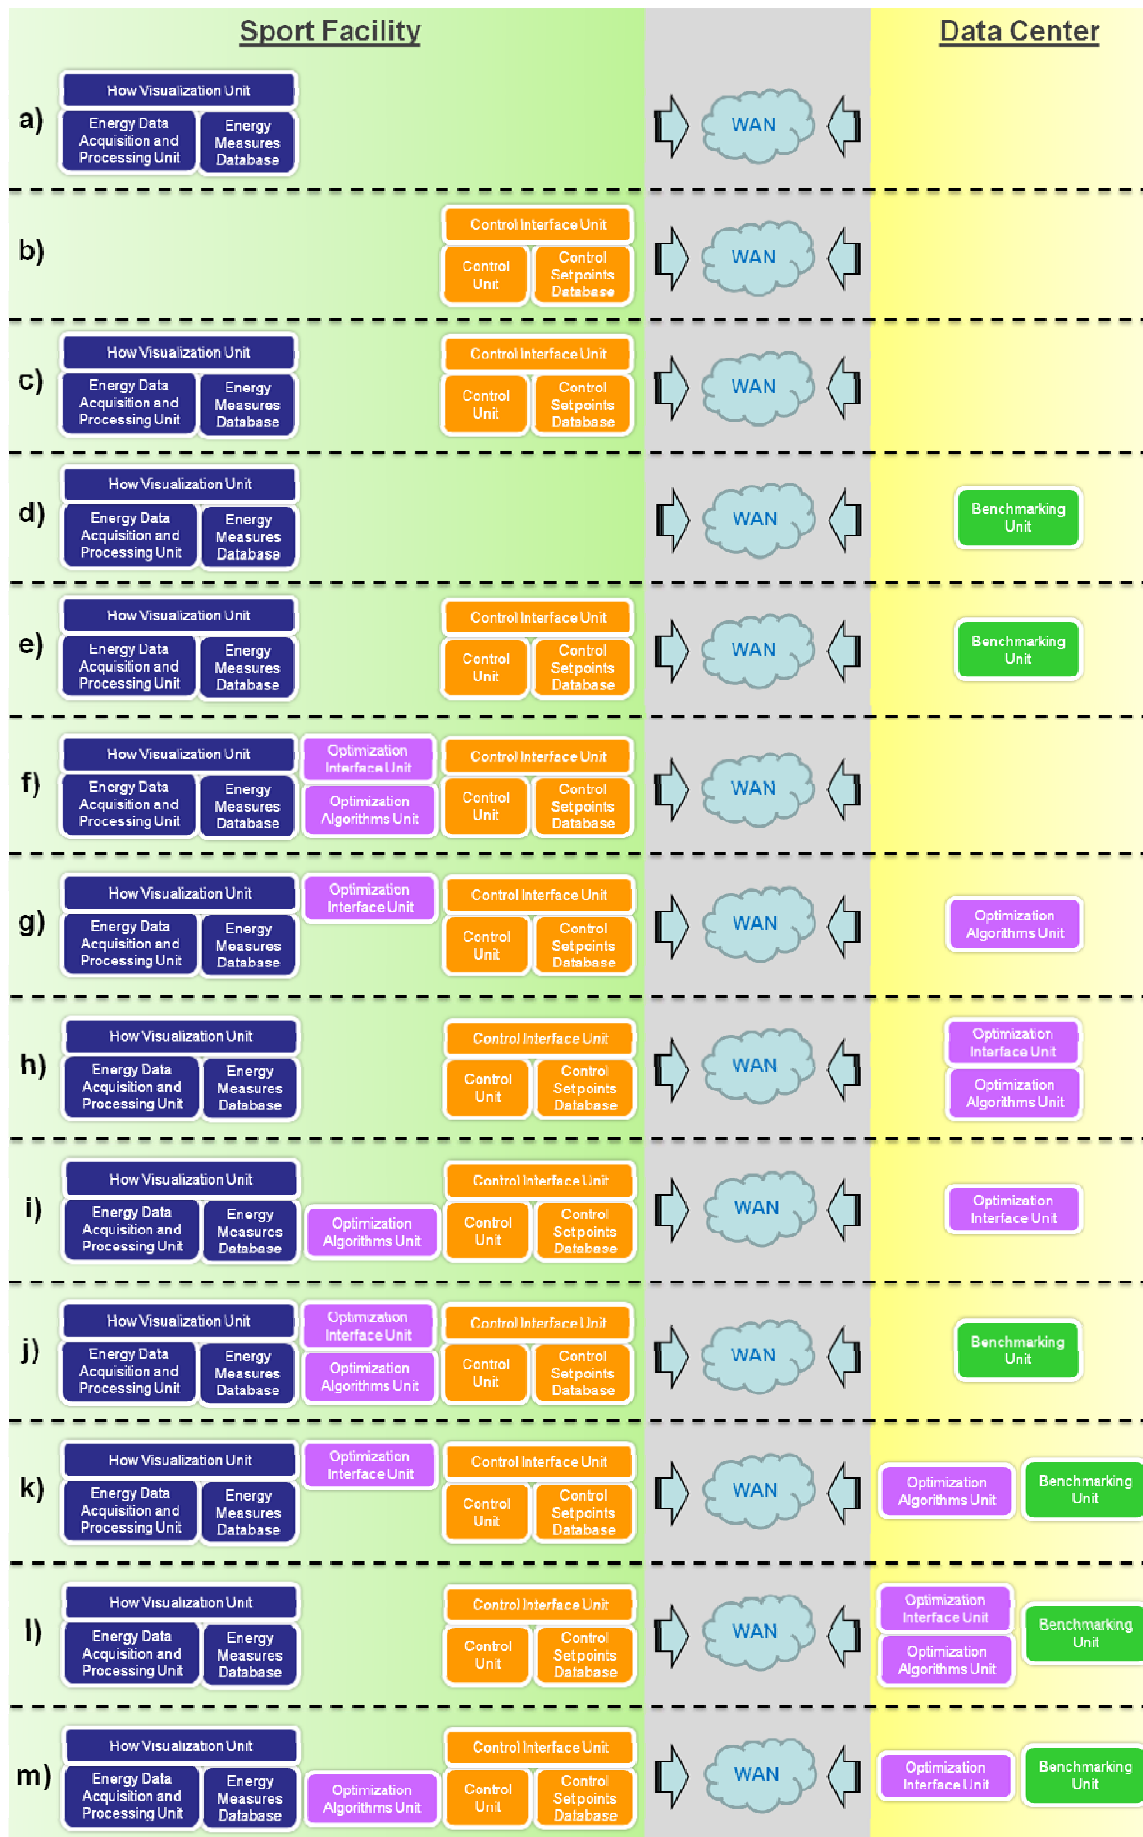 Sport Facility
Data Center
a)
How Visualization Unit
Energy Data
Acquisition and
Processing Unit
Energy
Measures
Database
WAN
b)
Control Interface Unit
Control
Unit
Control
Setpoints
Database
WAN
c)
How Visualization Unit
Energy Data
Acquisition and
Processing Unit
Energy
Measures
Database
Control Interface Unit
Control
Unit
Control
Setpoints
Database
WAN
d)
How Visualization Unit
Energy Data
Acquisition and
Processing Unit
Energy
Measures
Database
WAN
Benchmarking
Unit
e)
How Visualization Unit
Energy Data
Acquisition and
Processing Unit
Energy
Measures
Database
Control Interface Unit
Control
Unit
Control
Setpoints
Database
WAN
Benchmarking
Unit
f)
How Visualization Unit
Energy Data
Acquisition and
Processing Unit
Energy
Measures
Database
Optimization
Interface Unit
Optimization
Algorithms Unit
Control Interface Unit
Control
Unit
Control
Setpoints
Database
WAN
g)
How Visualization Unit
Energy Data
Acquisition and
Processing Unit
Energy
Measures
Database
Optimization
Interface Unit
Control Interface Unit
Control
Unit
Control
Setpoints
Database
WAN
Optimization
Algorithms Unit
h)
How Visualization Unit
Energy Data
Acquisition and
Processing Unit
Energy
Measures
Database
Control Interface Unit
Control
Unit
Control
Setpoints
Database
WAN
Optimization
Interface Unit
Optimization
Algorithms Unit
i)
How Visualization Unit
Energy Data
Acquisition and
Processing Unit
Energy
Measures
Database
Optimization
Algorithms Unit
Control Interface Unit
Control
Unit
Control
Setpoints
Database
WAN
Optimization
Interface Unit
j)
How Visualization Unit
Energy Data
Acquisition and
Processing Unit
Energy
Measures
Database
Optimization
Interface Unit
Optimization
Algorithms Unit
Control Interface Unit
Control
Unit
Control
Setpoints
Database
WAN
Benchmarking
Unit
k)
How Visualization Unit
Energy Data
Acquisition and
Processing Unit
Energy
Measures
Database
Optimization
Interface Unit
Control Interface Unit
Control
Unit
Control
Setpoints
Database
WAN
Optimization
Algorithms Unit
Benchmarking
Unit
l)
How Visualization Unit
Energy Data
Acquisition and
Processing Unit
Energy
Measures
Database
Control Interface Unit
Control
Unit
Control
Setpoints
Database
WAN
Optimization
Interface Unit
Optimization
Algorithms Unit
Benchmarking
Unit
m)
How Visualization Unit
Energy Data
Acquisition and
Processing Unit
Energy
Measures
Database
Optimization
Algorithms Unit
Control Interface Unit
Control
Unit
Control
Setpoints
Database
WAN
Optimization
Interface Unit
Benchmarking
Unit